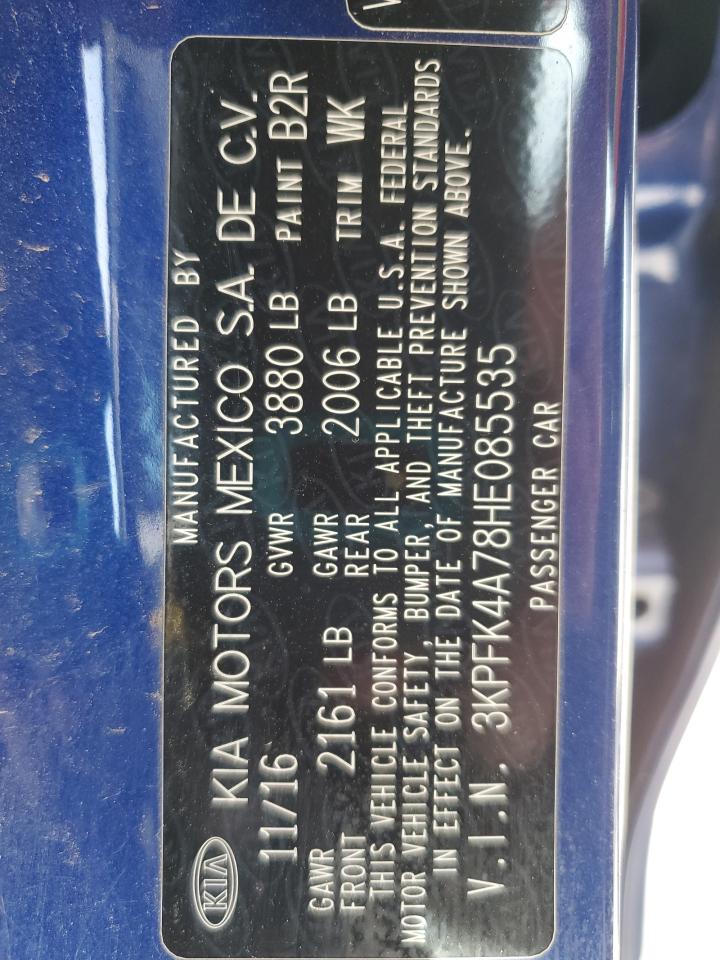 MANUFACTURED BY
KIA KIA MOTORS MEXICO S.A. DE C.V.
11/16 GVWR 3880 LB PAINT B2R
GAWR FRONT 2161 LB GAWR REAR 2006 LB TRIM WK
THIS VEHICLE CONFORMS TO ALL APPLICABLE U.S.A. FEDERAL
MOTOR VEHICLE SAFETY, BUMPER, AND THEFT PREVENTION STANDARDS
IN EFFECT ON THE DATE OF MANUFACTURE SHOWN ABOVE.
V.I.N. 3KPFK4A78HE085535
PASSENGER CAR